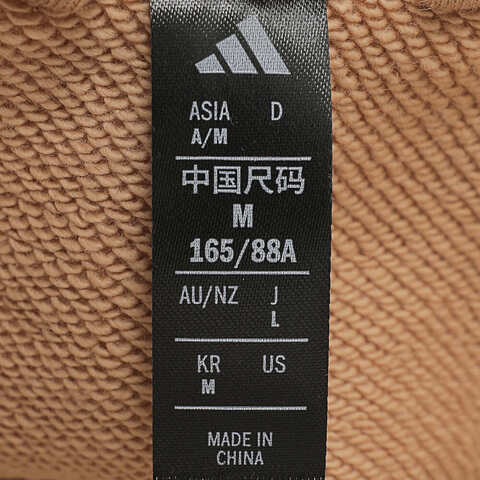 ASIA D
A/M
中国尺码
M
165/88A
AU/NZ J
L
KR US
M
MADE IN
CHINA